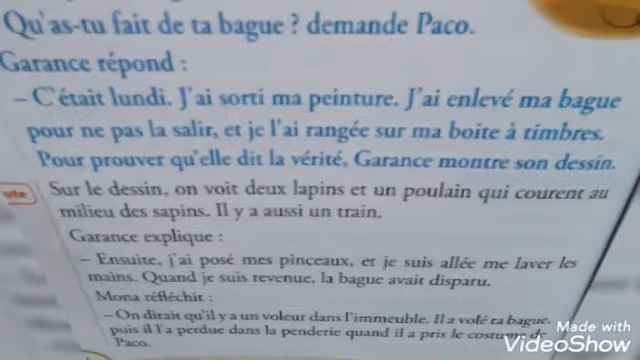 Qu'as-tu fait de ta bague ? demande Paco.
Garance répond :
– C'était lundi. J'ai sorti ma peinture. J'ai enlevé ma bague
pour ne pas la salir, et je l'ai rangée sur ma boite à timbres.
Pour prouver qu'elle dit la vérité, Garance montre son dessin.
Sur le dessin, on voit deux lapins et un poulain qui courent au
milieu des sapins. Il y a aussi un train.
Garance explique :
– Ensuite, j'ai posé mes pinceaux, et je suis allée me laver les
mains. Quand je suis revenue, la bague avait disparu.
Mona réfléchit :
– On dirait qu'il y a un voleur dans l'immeuble. Il a volé ta bague,
puis il l'a perdue dans la penderie quand il a pris le costume de
Paco.
Made with
VideoShow